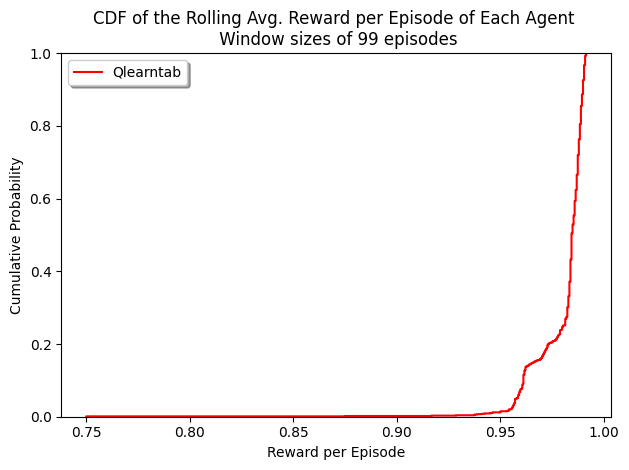 CDF of the Rolling Avg. Reward per Episode of Each Agent
Window sizes of 99 episodes
Qlearntab
Cumulative Probability
1.0
0.8
0.6
0.4
0.2
0.0
0.75 0.80 0.85 0.90 0.95 1.00
Reward per Episode